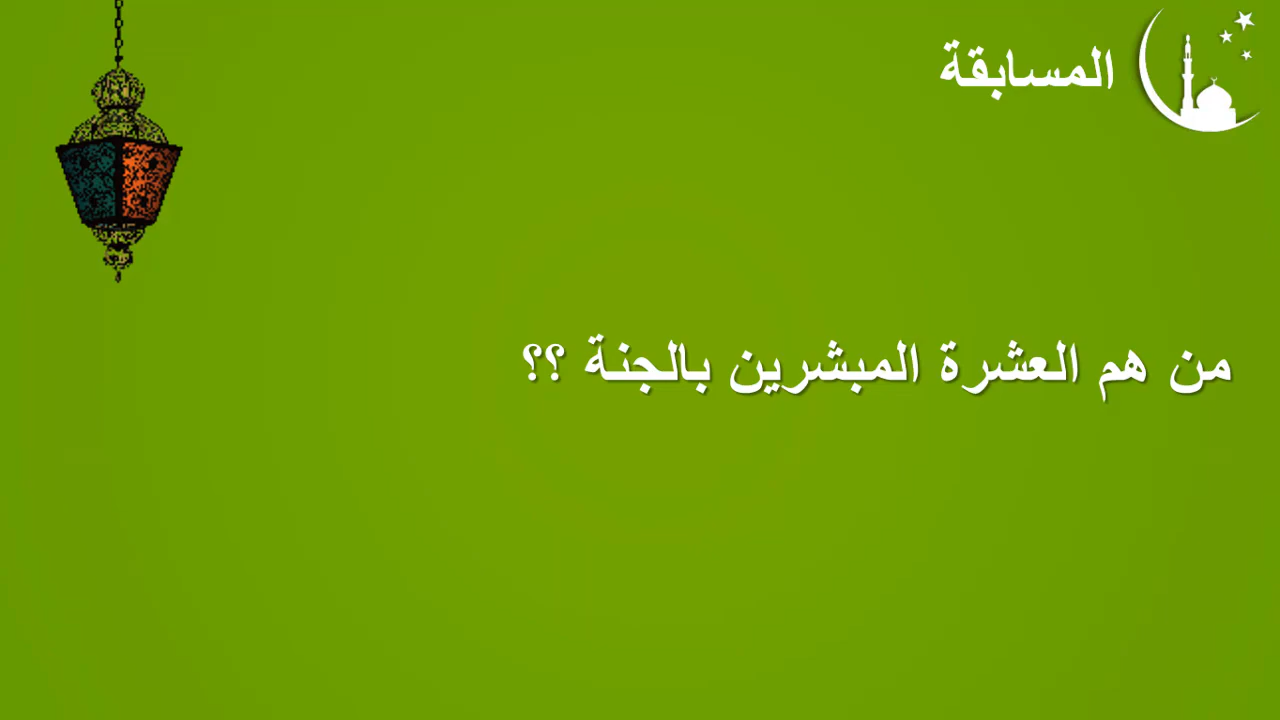 المسابقة
من هم العشرة المبشرين بالجنة ؟؟